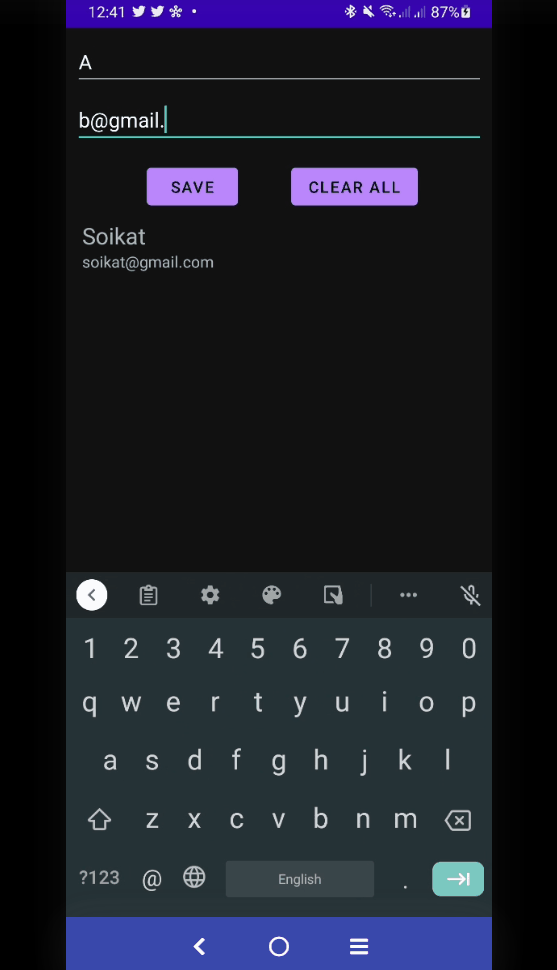 12:41 87%
A
b@gmail.
SAVE CLEAR ALL
Soikat
soikat@gmail.com
1 2 3 4 5 6 7 8 9 0
q w e r t y u i o p
a s d f g h j k l
z x c v b n m
?123 @ English .